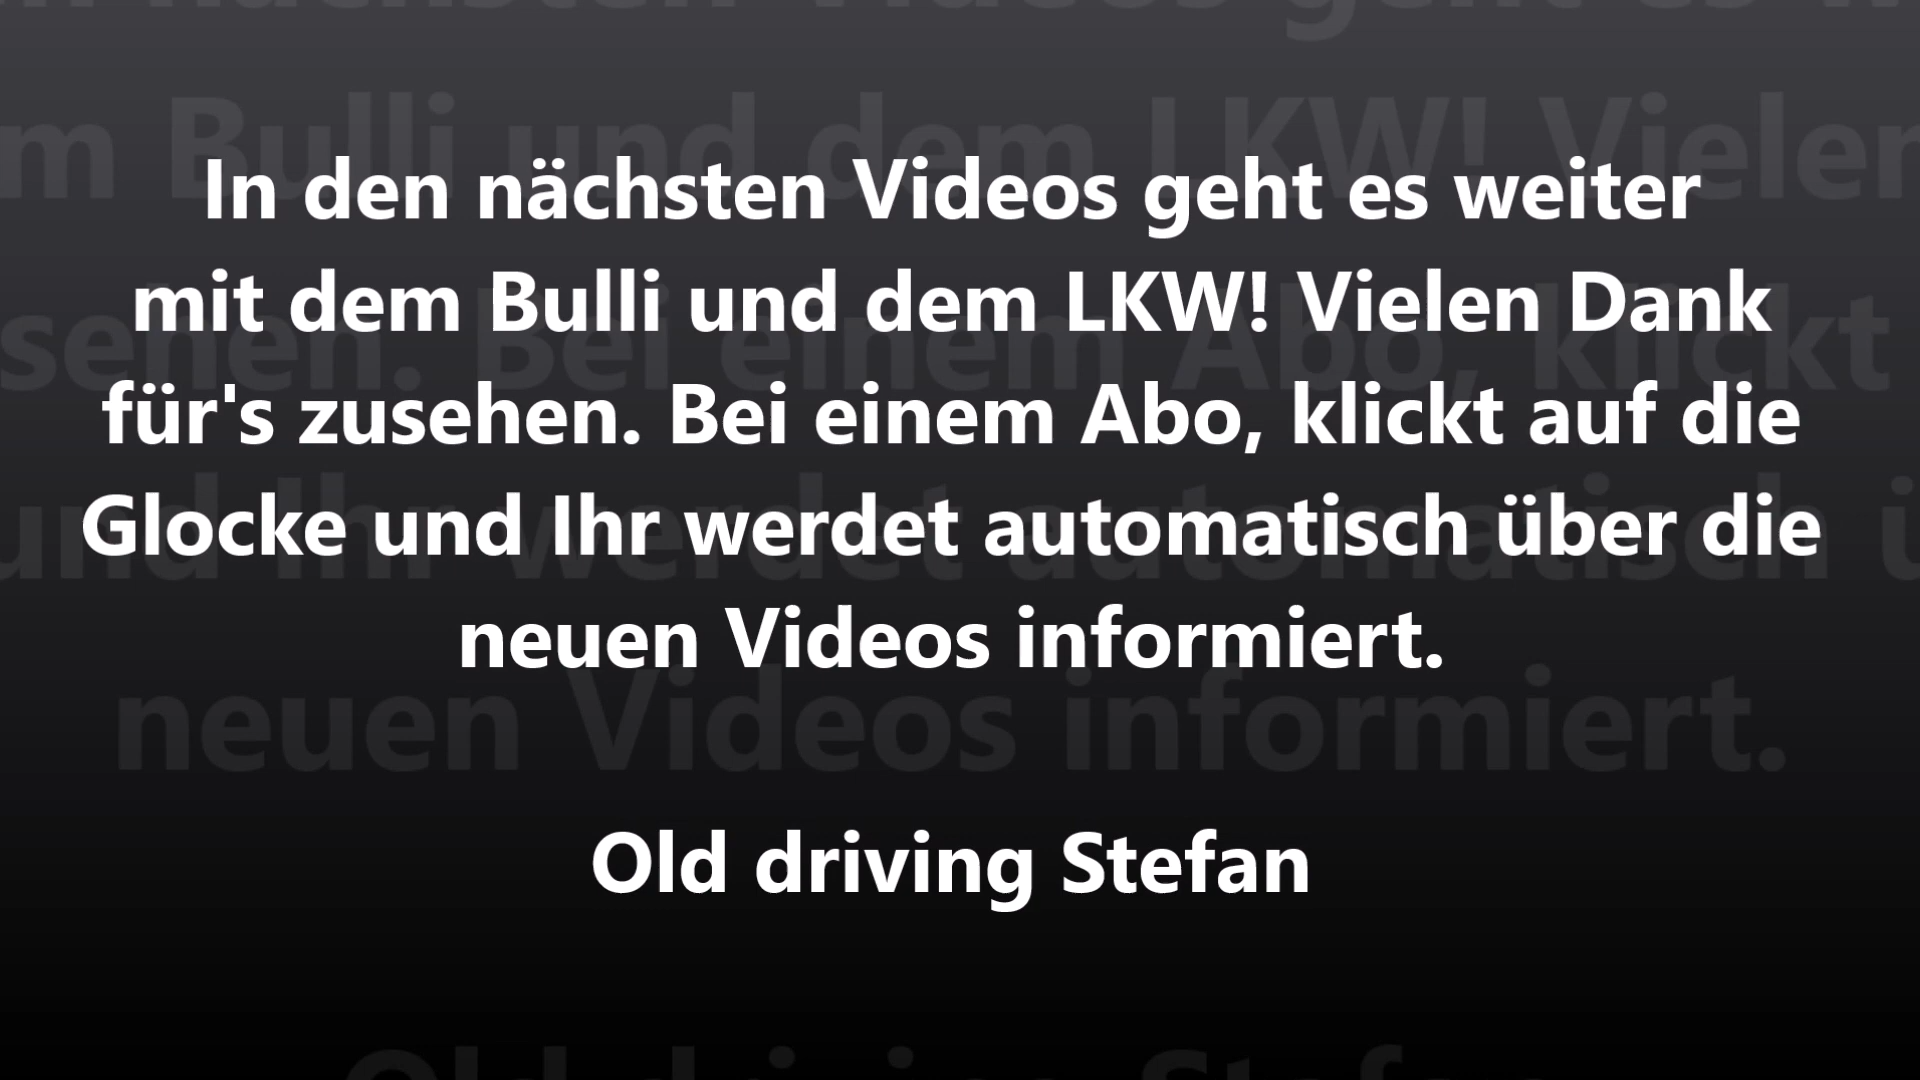 In den nächsten Videos geht es weiter
mit dem Bulli und dem LKW! Vielen Dank
für's zusehen. Bei einem Abo, klickt auf die
Glocke und Ihr werdet automatisch über die
neuen Videos informiert.
Old driving Stefan